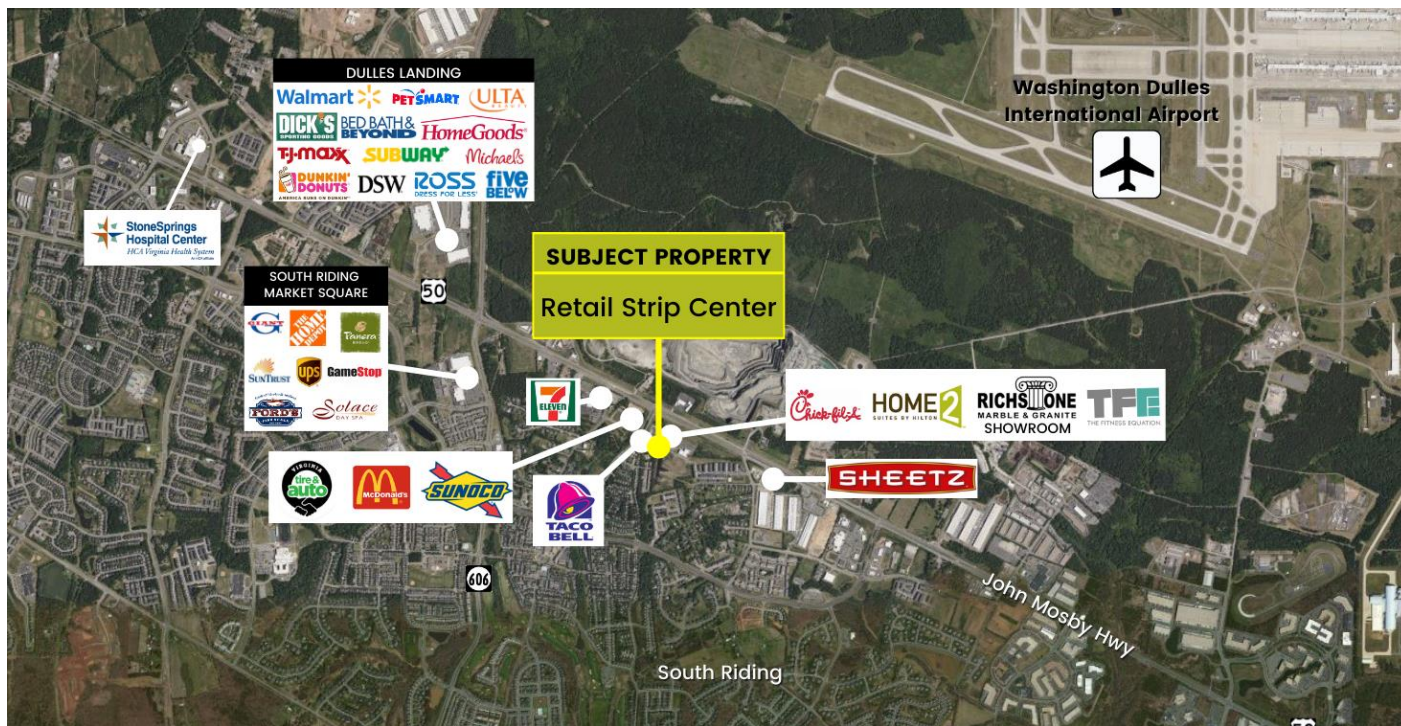 DULLES LANDING
Walmart PETSMART ULTA
BEAUTY
DICK'S
SPORTING GOODS
BED BATH &
BEYOND
HomeGoods
T·J·maxx SUBWAY Michaels
DUNKIN'
DONUTS
AMERICA RUNS ON DUNKIN'
DSW
ROSS
DRESS FOR LESS
five
BELOW
Washington Dulles
International Airport
StoneSprings
Hospital Center
HCA Virginia Health System
SUBJECT PROPERTY
Retail Strip Center
SOUTH RIDING
MARKET SQUARE
GIANT
THE
HOME
DEPOT
Panera
BREAD
SUNTRUST
ups
GameStop
FORD'S
FISH SHACK
Solace
DAY SPA
50
7
ELEVEN
Chick-fil-A
HOME2
SUITES BY HILTON
RICHSTONE
MARBLE & GRANITE
SHOWROOM
TFE
THE FITNESS EQUATION
VIRGINIA
tire &
auto
McDonald's
SUNOCO
TACO
BELL
SHEETZ
606
John Mosby Hwy
South Riding